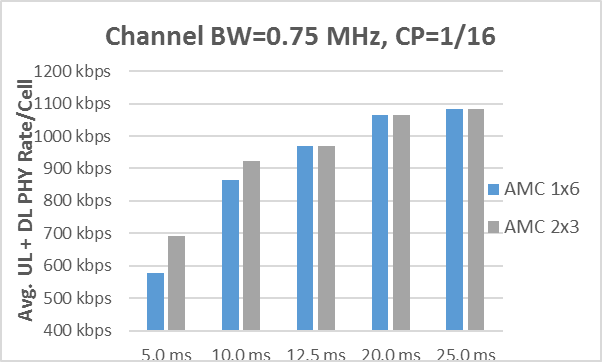 Channel BW=0.75 MHz, CP=1/16
Avg. UL + DL PHY Rate/Cell
1200 kbps
1100 kbps
1000 kbps
900 kbps
800 kbps
700 kbps
600 kbps
500 kbps
400 kbps
5.0 ms
10.0 ms
12.5 ms
20.0 ms
25.0 ms
AMC 1x6
AMC 2x3